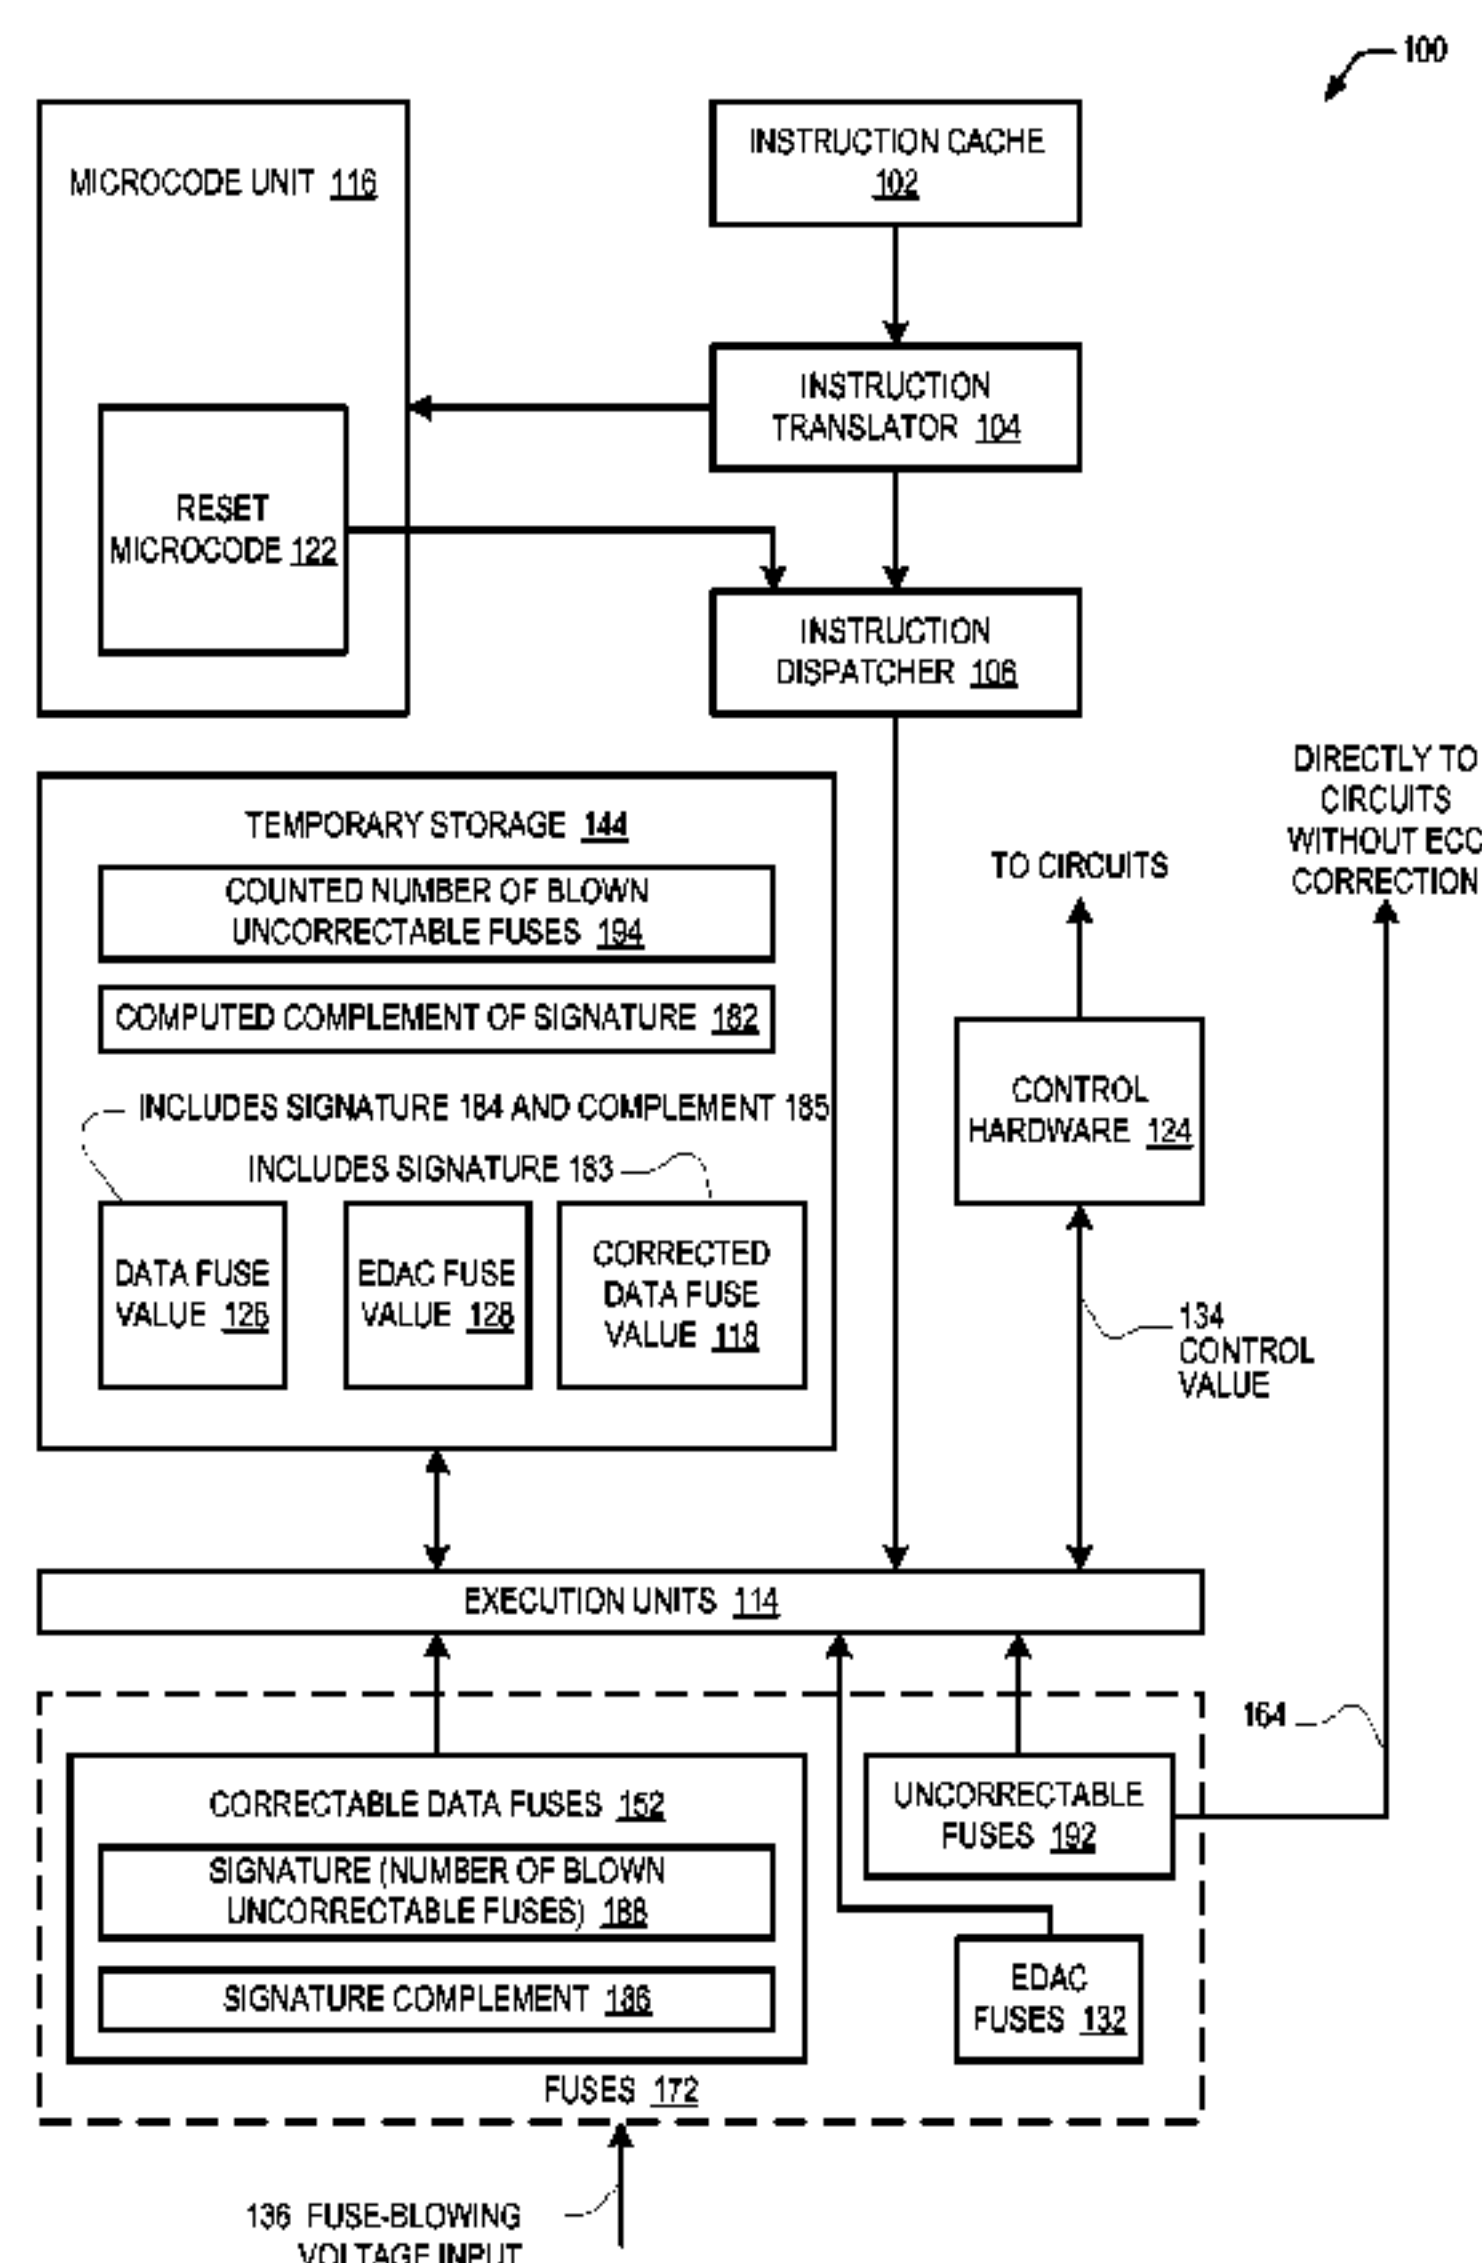 100
MICROCODE UNIT 116
INSTRUCTION CACHE
102
INSTRUCTION
TRANSLATOR 104
RESET
MICROCODE 122
INSTRUCTION
DISPATCHER 106
TEMPORARY STORAGE 144
COUNTED NUMBER OF BLOWN
UNCORRECTABLE FUSES 194
COMPUTED COMPLEMENT OF SIGNATURE 182
INCLUDES SIGNATURE 184 AND COMPLEMENT 185
INCLUDES SIGNATURE 183
DATA FUSE
VALUE 126
EDAC FUSE
VALUE 128
CORRECTED
DATA FUSE
VALUE 118
TO CIRCUITS
DIRECTLY TO
CIRCUITS
WITHOUT ECC
CORRECTION
CONTROL
HARDWARE 124
134
CONTROL
VALUE
EXECUTION UNITS 114
164
CORRECTABLE DATA FUSES 152
SIGNATURE (NUMBER OF BLOWN
UNCORRECTABLE FUSES) 188
SIGNATURE COMPLEMENT 186
UNCORRECTABLE
FUSES 192
EDAC
FUSES 132
FUSES 172
136 FUSE-BLOWING
VOLTAGE INPUT